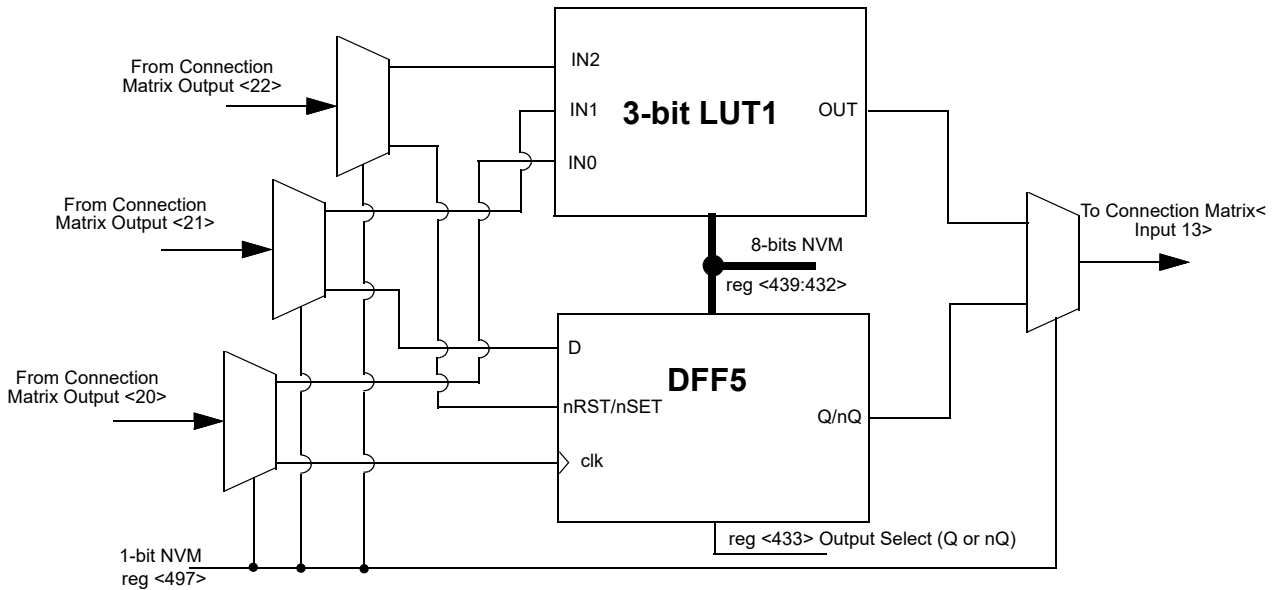 From Connection
Matrix Output <22>
IN2
IN1
IN0
3-bit LUT1
OUT
From Connection
Matrix Output <21>
To Connection Matrix<
Input 13>
8-bits NVM
reg <439:432>
From Connection
Matrix Output <20>
D
nRST/nSET
clk
DFF5
Q/nQ
reg <433> Output Select (Q or nQ)
1-bit NVM
reg <497>